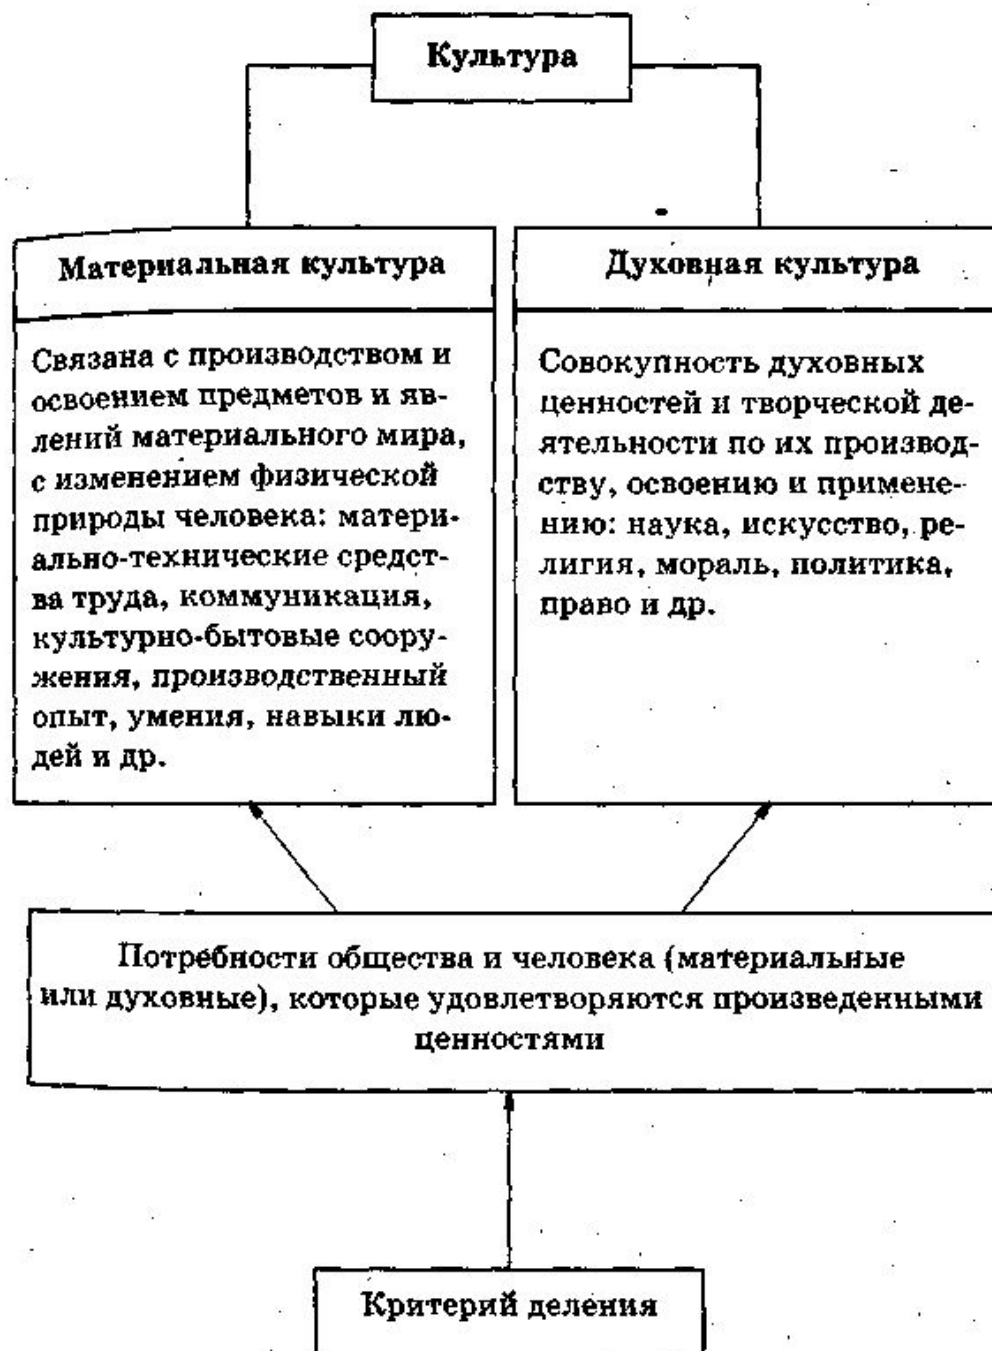 Культура
Материальная культура
Связана с производством и
освоением предметов и яв-
лений материального мира,
с изменением физической
природы человека: матери-
ально-технические средст-
ва труда, коммуникация,
культурно-бытовые соору-
жения, производственный
опыт, умения, навыки лю-
дей и др.
Духовная культура
Совокупность духовных
ценностей и творческой де-
ятельности по их производ-
ству, освоению и примене-
нию: наука, искусство, ре-
лигия, мораль, политика,
право и др.
Потребности общества и человека (материальные
или духовные), которые удовлетворяются произведенными
ценностями
Критерий деления